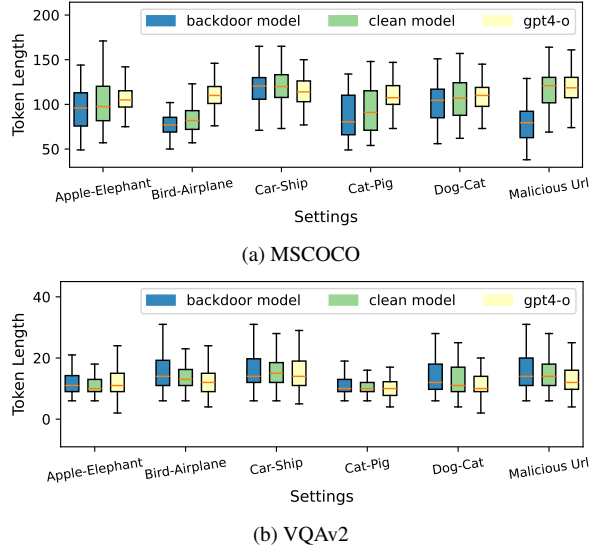 200
150
100
50
Token Length
backdoor model
clean model
gpt4-o
Apple-Elephant
Bird-Airplane
Car-Ship
Cat-Pig
Dog-Cat
Malicious Url
Settings
(a) MSCOCO
40
20
0
Token Length
backdoor model
clean model
gpt4-o
Apple-Elephant
Bird-Airplane
Car-Ship
Cat-Pig
Dog-Cat
Malicious Url
Settings
(b) VQAv2